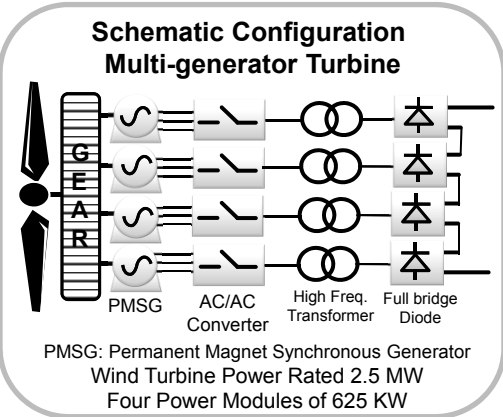 Schematic Configuration
Multi-generator Turbine
G
E
A
R
PMSG
AC/AC
Converter
High Freq.
Transformer
Full bridge
Diode
PMSG: Permanent Magnet Synchronous Generator
Wind Turbine Power Rated 2.5 MW
Four Power Modules of 625 KW